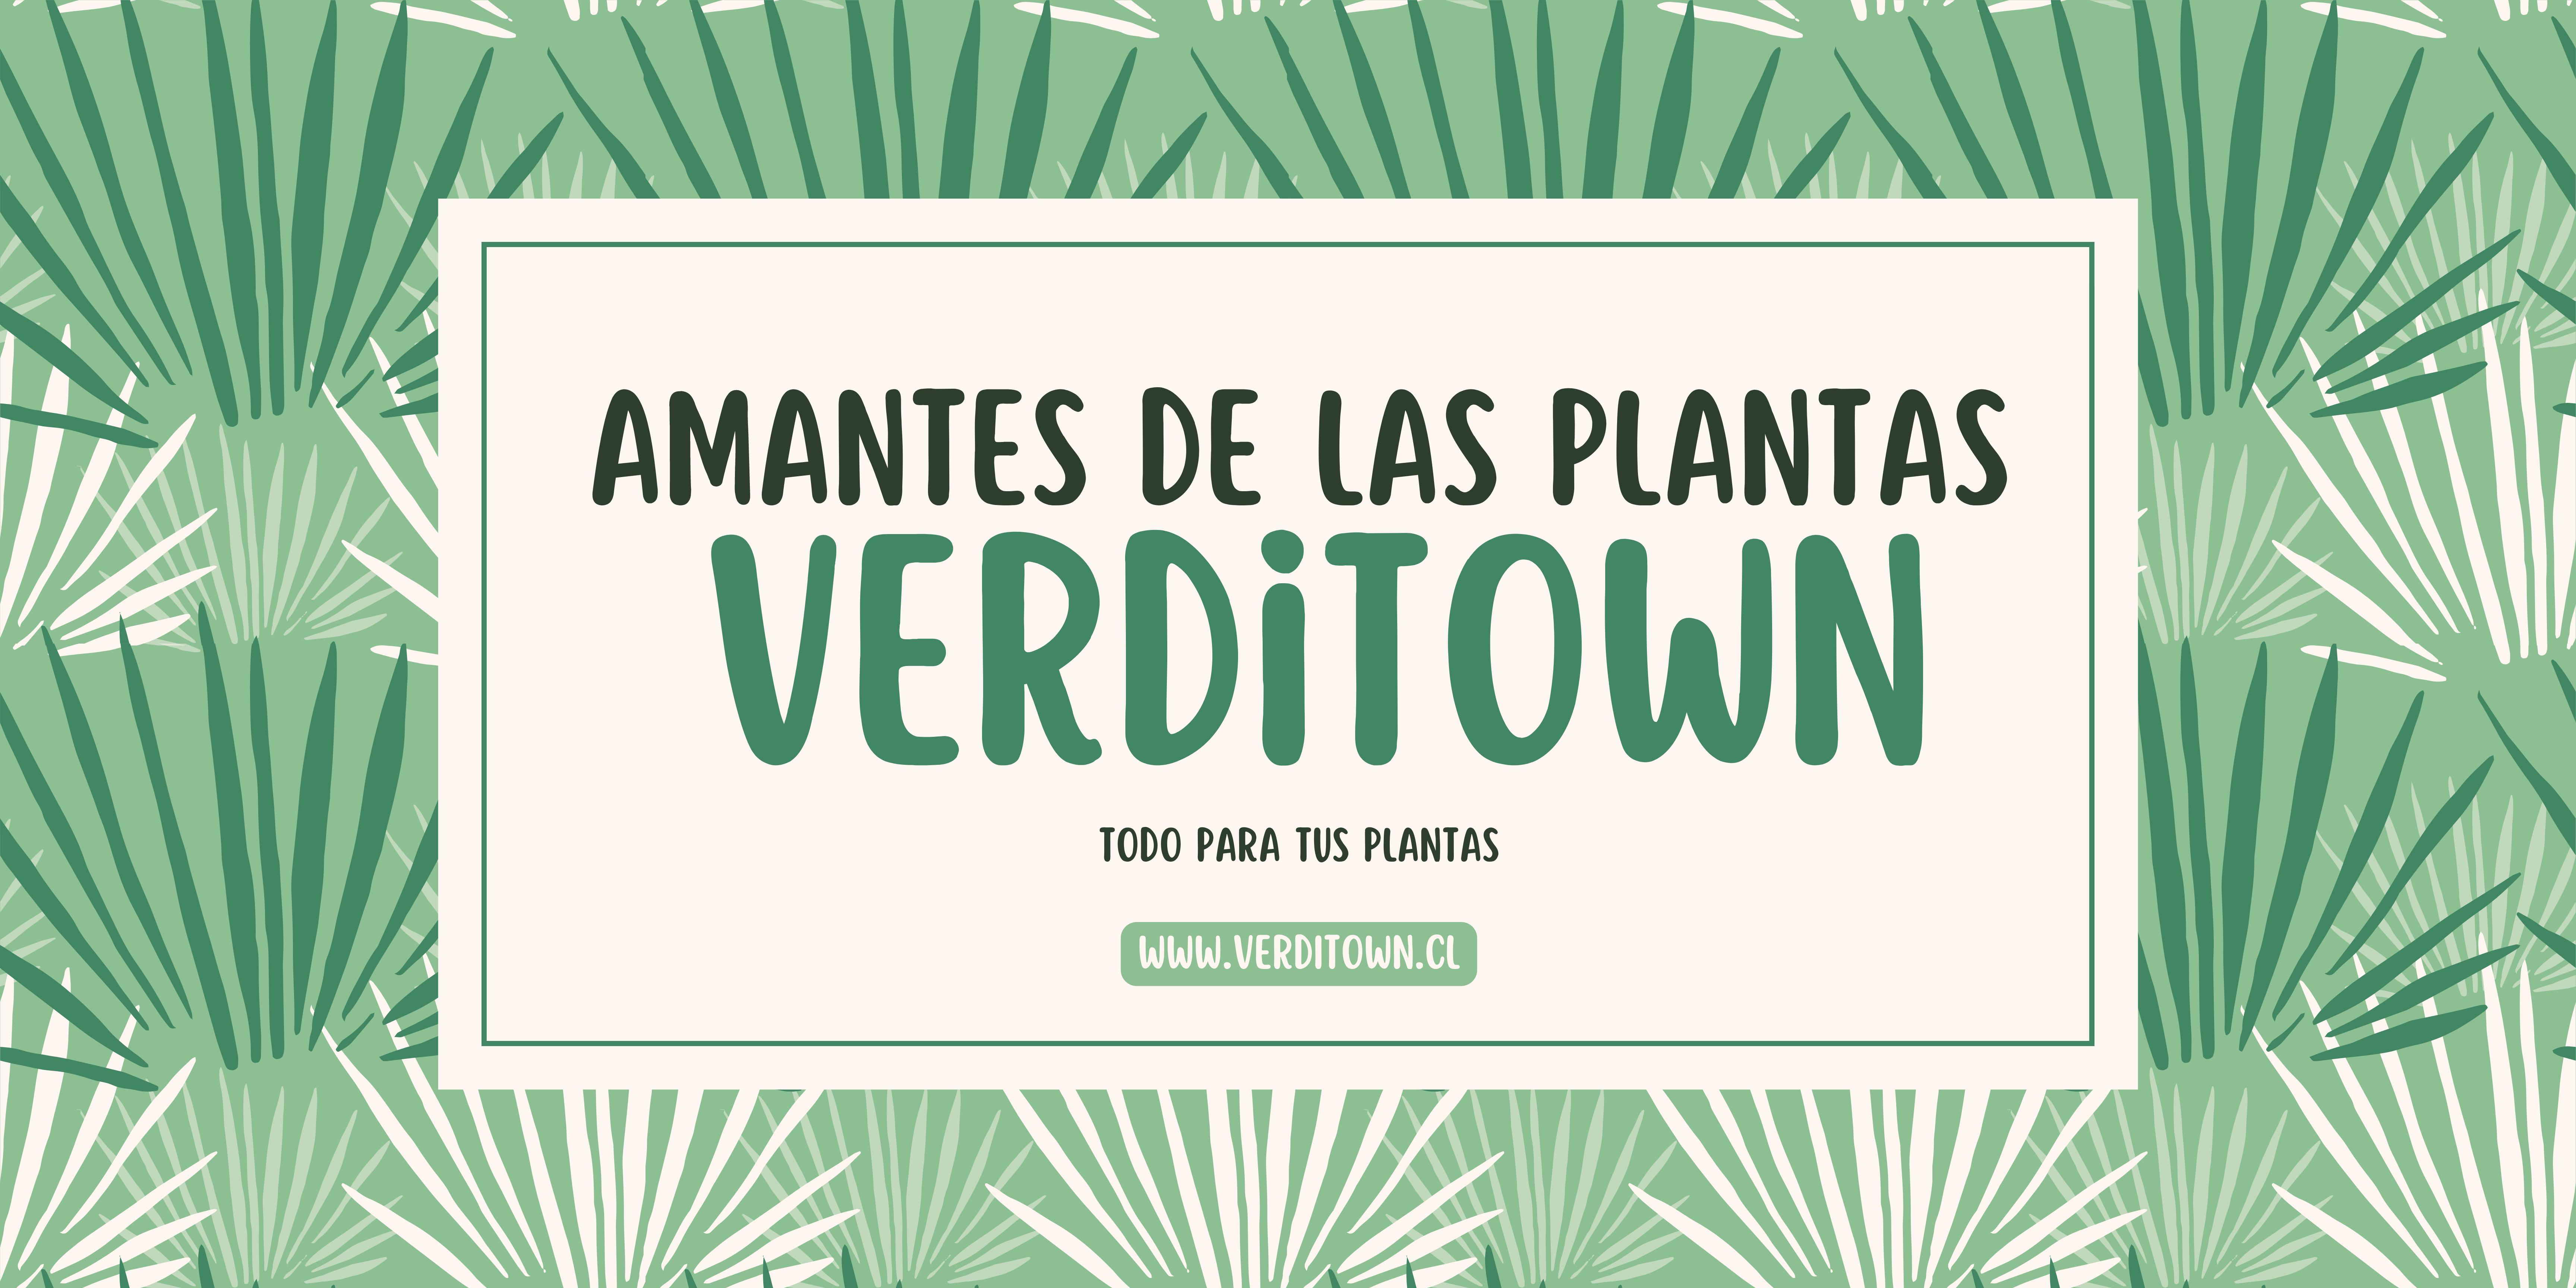 AMANTES DE LAS PLANTAS
VERDiTOWN
TODO PARA TUS PLANTAS
WWW.VERDITOWN.CL